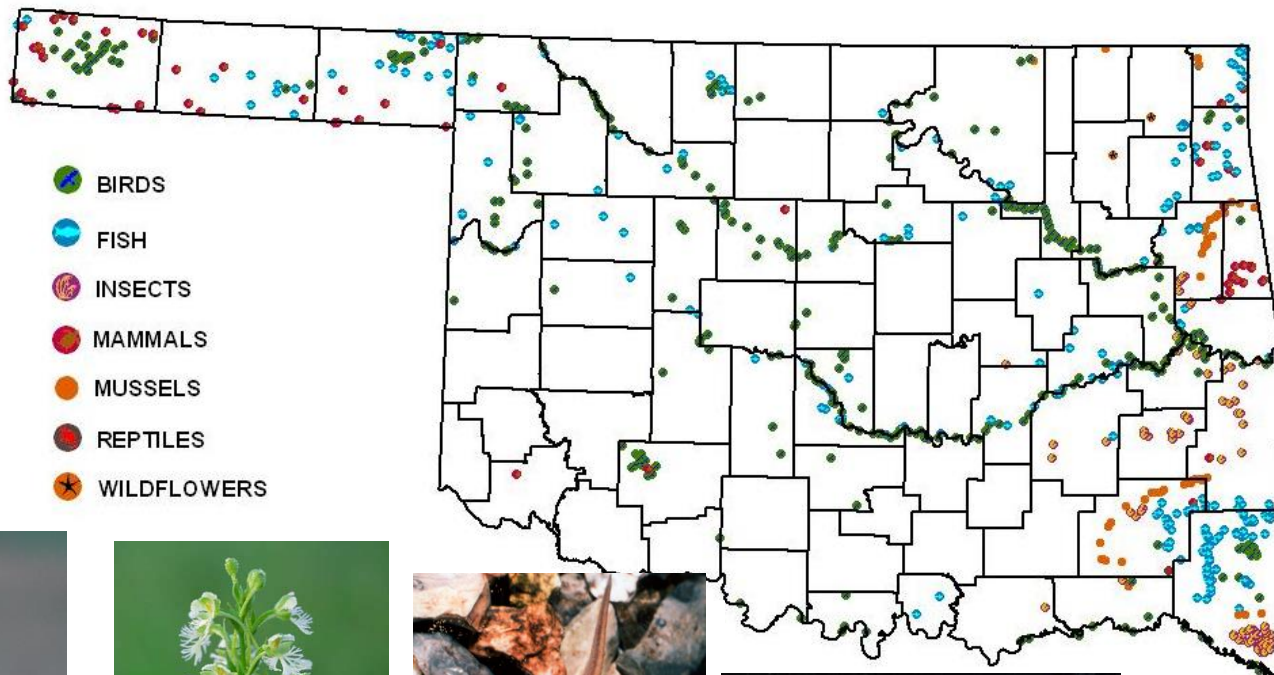 BIRDS
FISH
INSECTS
MAMMALS
MUSSELS
REPTILES
WILDFLOWERS